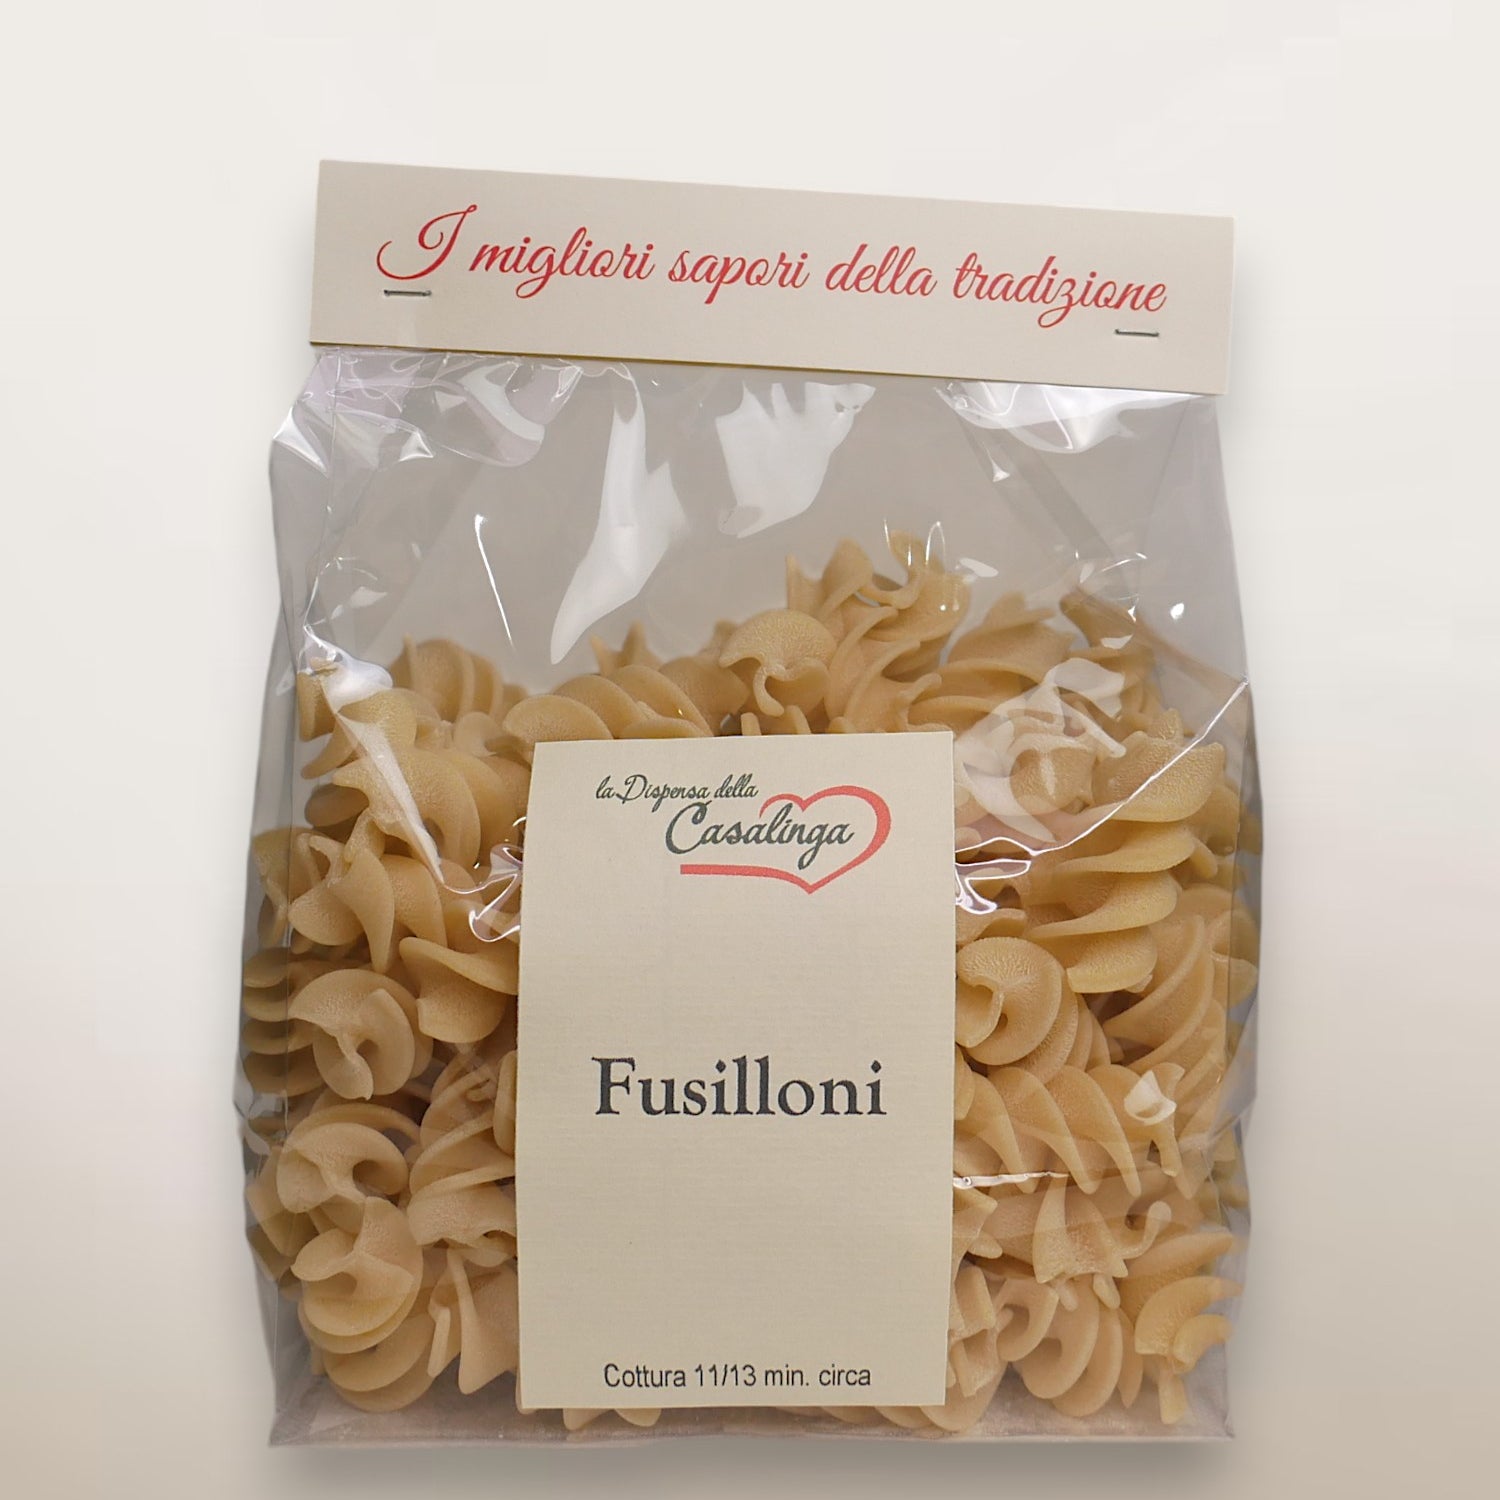 I migliori sapori della tradizione
la Dispensa della
Casalinga
Fusilloni
Cottura 11/13 min. circa